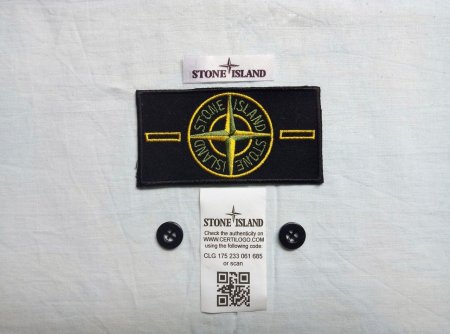 STONE ISLAND
STONE ISLAND
STONE ISLAND
STONE ISLAND
Check the authenticity on
WWW.CERTILOGO.COM
using the following code:
CLG 175 233 061 685
or scan